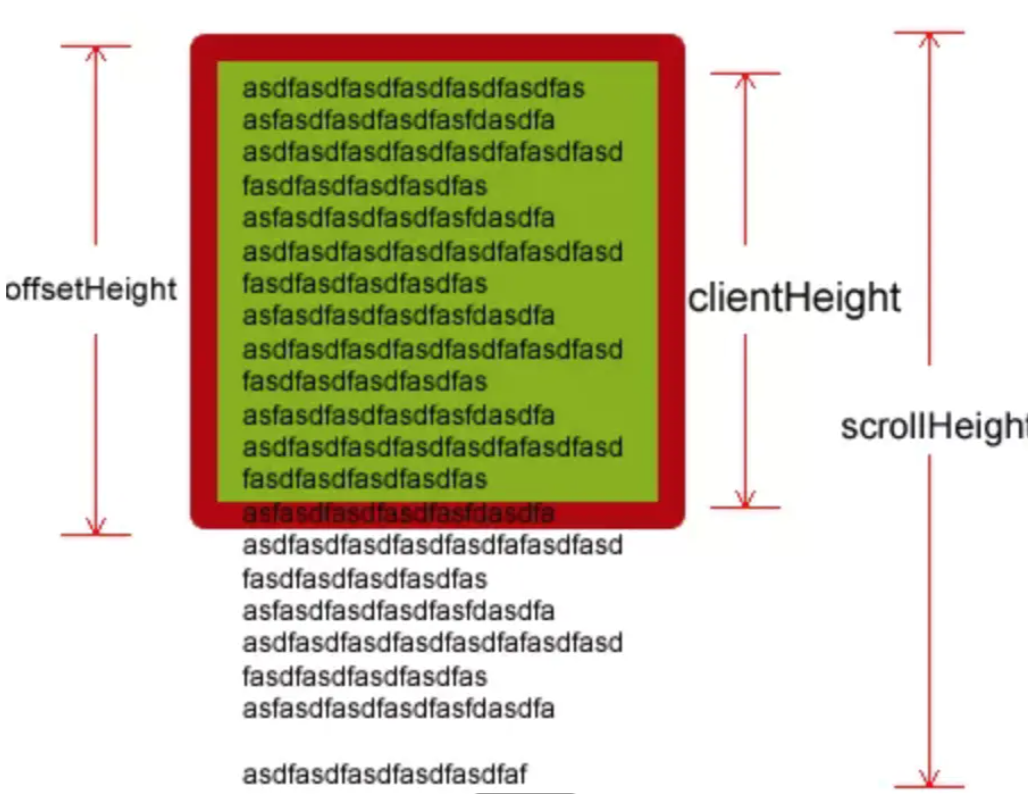 asdfasdfasdfasdfasdfasdfas
asfasdfasdfasdfasfdasdfa
asdfasdfasdfasdfasdfafasdfasd
fasdfasdfasdfasdfas
asfasdfasdfasdfasfdasdfa
asdfasdfasdfasdfasdfafasdfasd
offsetHeight
fasdfasdfasdfasdfas
clientHeight
asfasdfasdfasdfasfdasdfa
asdfasdfasdfasdfasdfafasdfasd
fasdfasdfasdfasdfas
asfasdfasdfasdfasfdasdfa
scrollHeight
asdfasdfasdfasdfasdfafasdfasd
fasdfasdfasdfasdfas
asfasdfasdfasdfasfdasdfa
asdfasdfasdfasdfasdfafasdfasd
fasdfasdfasdfasdfas
asfasdfasdfasdfasfdasdfa
asdfasdfasdfasdfasdfafasdfasd
fasdfasdfasdfasdfas
asfasdfasdfasdfasfdasdfa
asdfasdfasdfasdfasdfaf